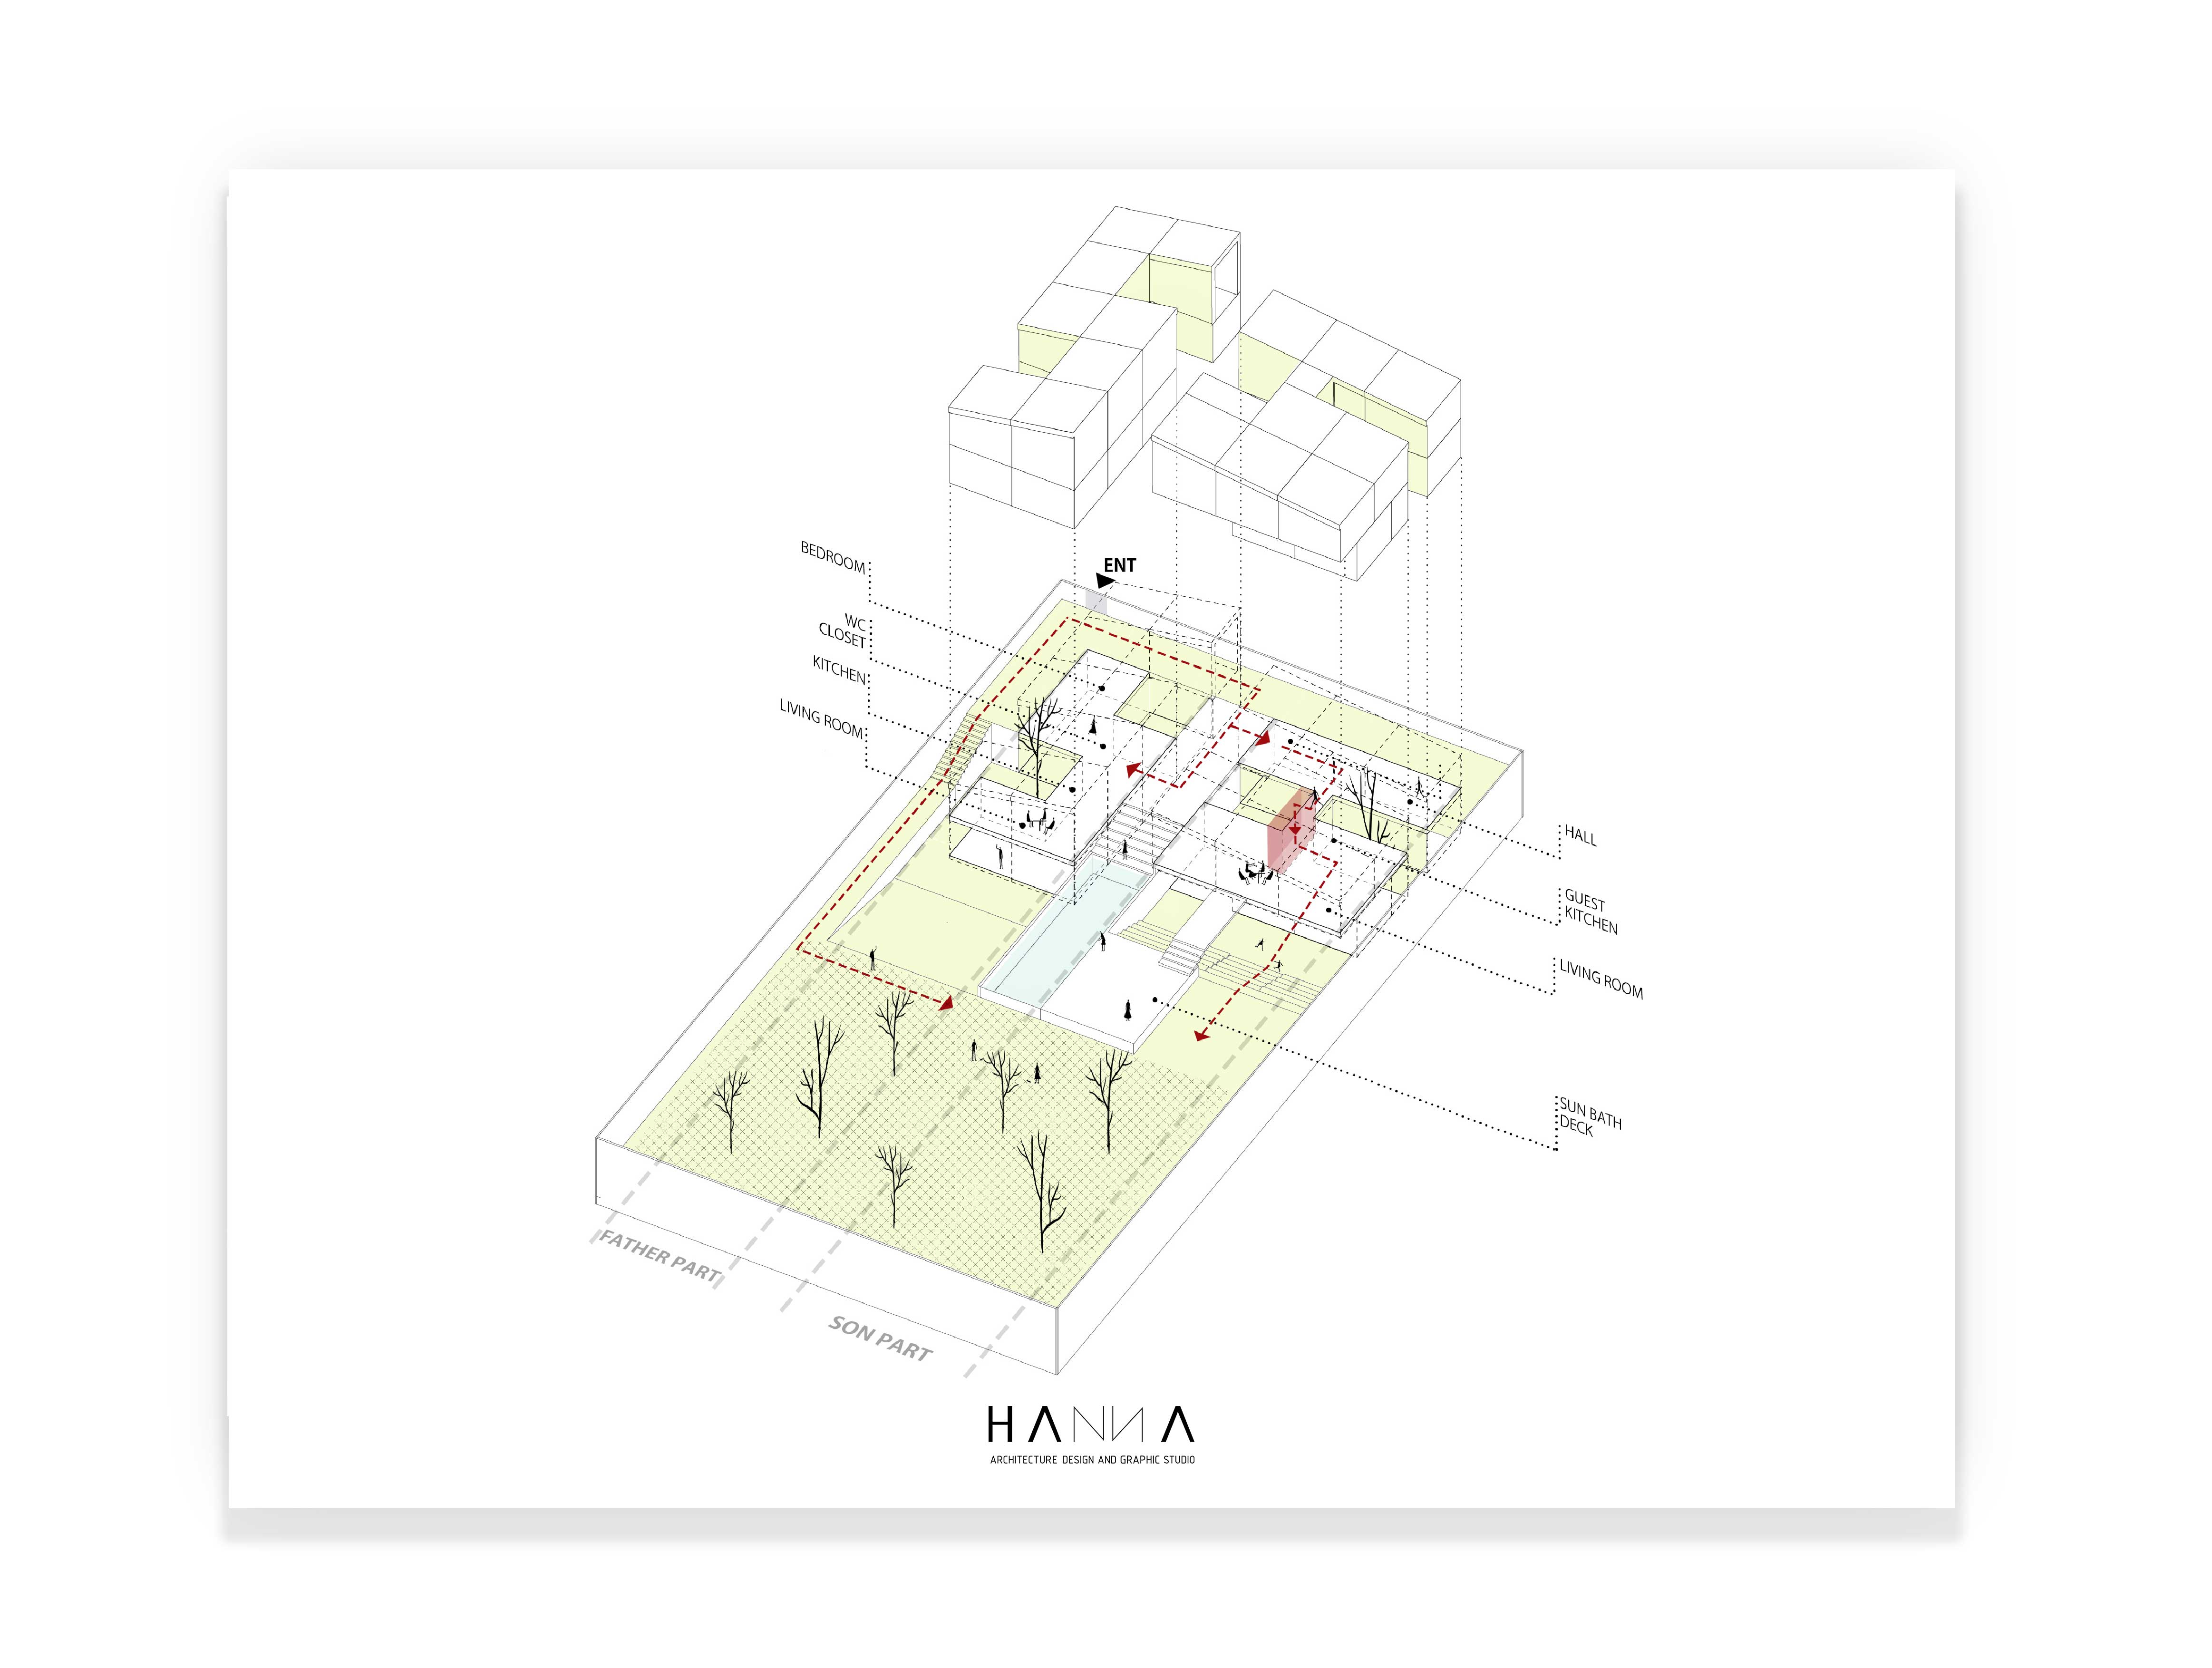 ENT
BEDROOM
WC
CLOSET
KITCHEN
LIVING ROOM
HALL
GUEST
KITCHEN
LIVING ROOM
SUN BATH
DECK
FATHER PART
SON PART
HANNA
ARCHITECTURE DESIGN AND GRAPHIC STUDIO